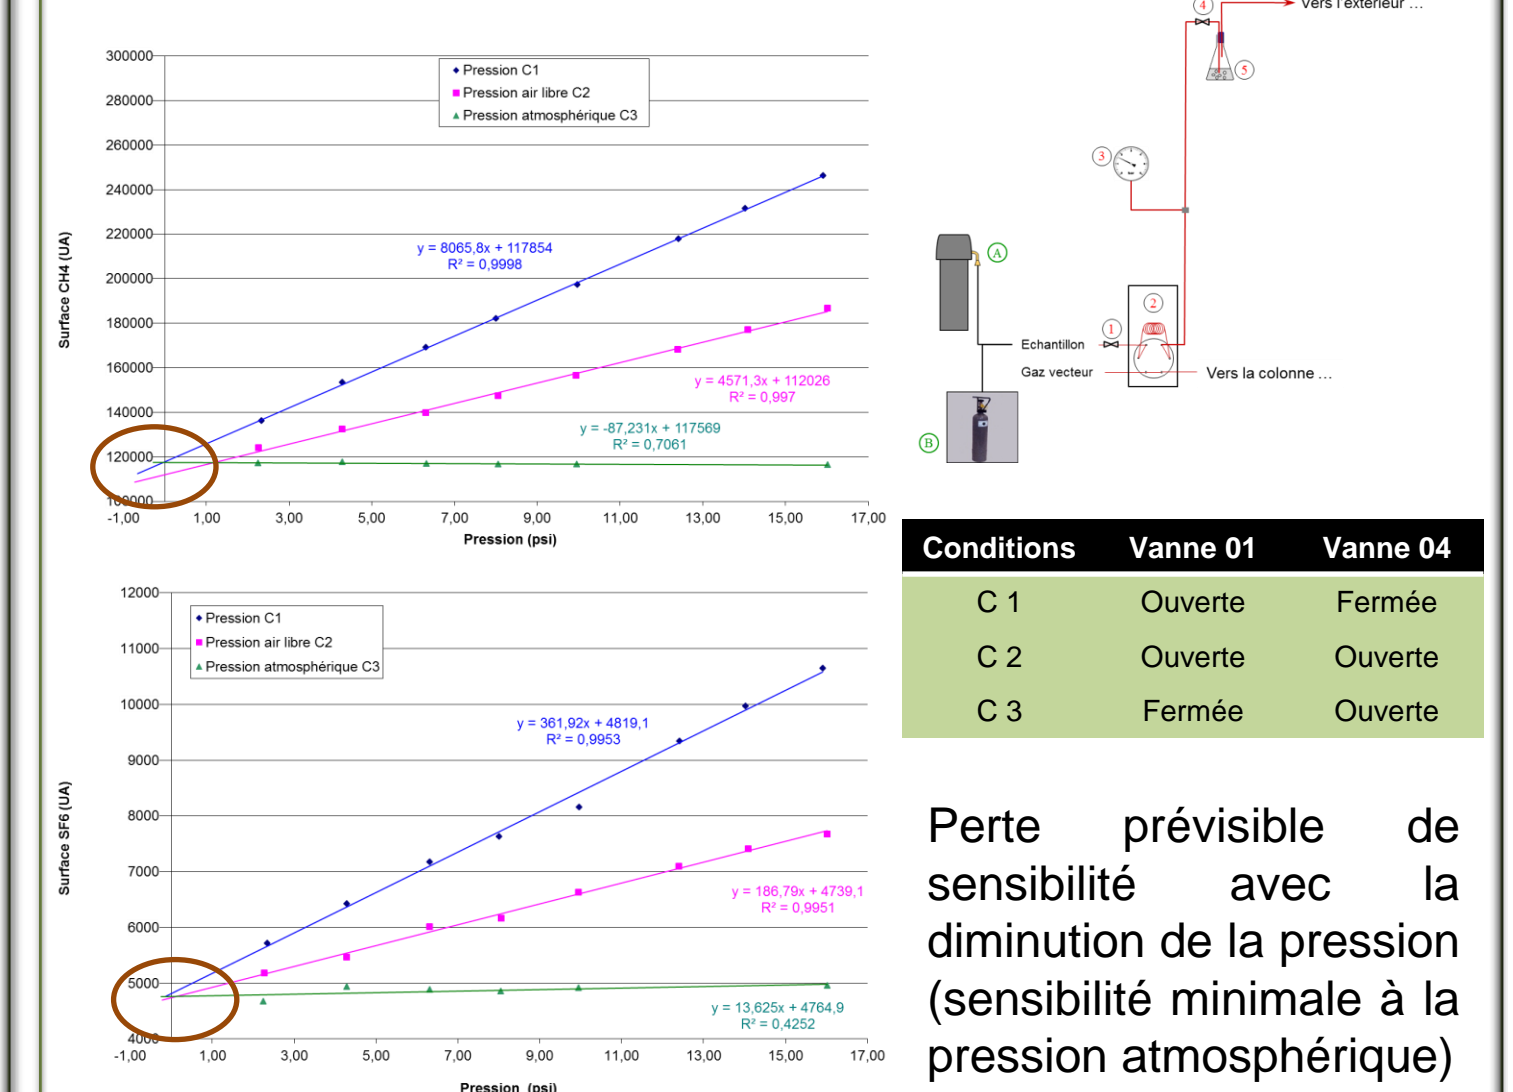 4
Vers l'extérieur …
5
3
A
2
1
Echantillon
Gaz vecteur
Vers la colonne …
B
300000
280000
260000
240000
220000
200000
180000
160000
140000
120000
100000
Surface CH4 (UA)
Pression C1
Pression air libre C2
Pression atmosphérique C3
y = 8065,8x + 117854
R² = 0,9998
y = 4571,3x + 112026
R² = 0,997
y = -87,231x + 117569
R² = 0,7061
-1,00 1,00 3,00 5,00 7,00 9,00 11,00 13,00 15,00 17,00
Pression (psi)
Conditions Vanne 01 Vanne 04
C 1 Ouverte Fermée
C 2 Ouverte Ouverte
C 3 Fermée Ouverte
12000
11000
10000
9000
8000
7000
6000
5000
4000
Surface SF6 (UA)
Pression C1
Pression air libre C2
Pression atmosphérique C3
y = 361,92x + 4819,1
R² = 0,9953
y = 186,79x + 4739,1
R² = 0,9951
y = 13,625x + 4764,9
R² = 0,4252
-1,00 1,00 3,00 5,00 7,00 9,00 11,00 13,00 15,00 17,00
Pression (psi)
Perte prévisible de
sensibilité avec la
diminution de la pression
(sensibilité minimale à la
pression atmosphérique)